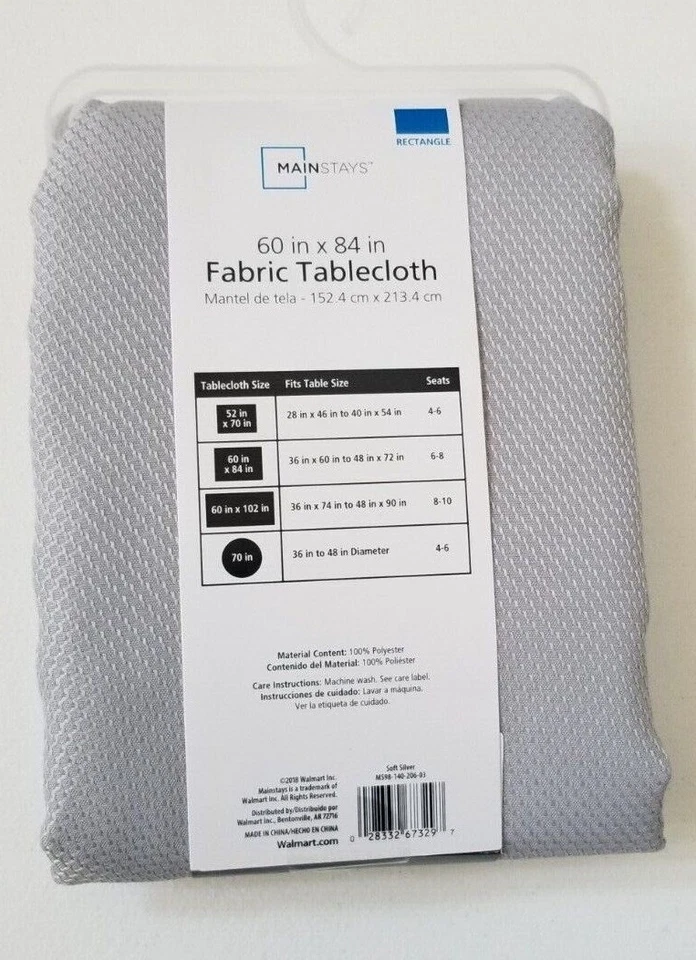 RECTANGLE
MAINSTAYS™
60 in x 84 in
Fabric Tablecloth
Mantel de tela - 152.4 cm x 213.4 cm
Tablecloth Size Fits Table Size Seats
52 in
x 70 in
28 in x 46 in to 40 in x 54 in 4-6
60 in
x 84 in
36 in x 60 in to 48 in x 72 in 6-8
60 in x 102 in 36 in x 74 in to 48 in x 90 in 8-10
70 in 36 in to 48 in Diameter 4-6
Material Content: 100% Polyester
Contenido del Material: 100% Poliéster
Care Instructions: Machine wash. See care label.
Instrucciones de cuidado: Lavar a máquina.
Ver la etiqueta de cuidado.
©2018 Walmart Inc.
Mainstays is a trademark of
Walmart Inc. All Rights Reserved.
Distributed by/Distribuido por
Walmart Inc., Bentonville, AR 72716
MADE IN CHINA/HECHO EN CHINA
Walmart.com
Soft Silver
MS98-140-206-03
0 28332 67329 7